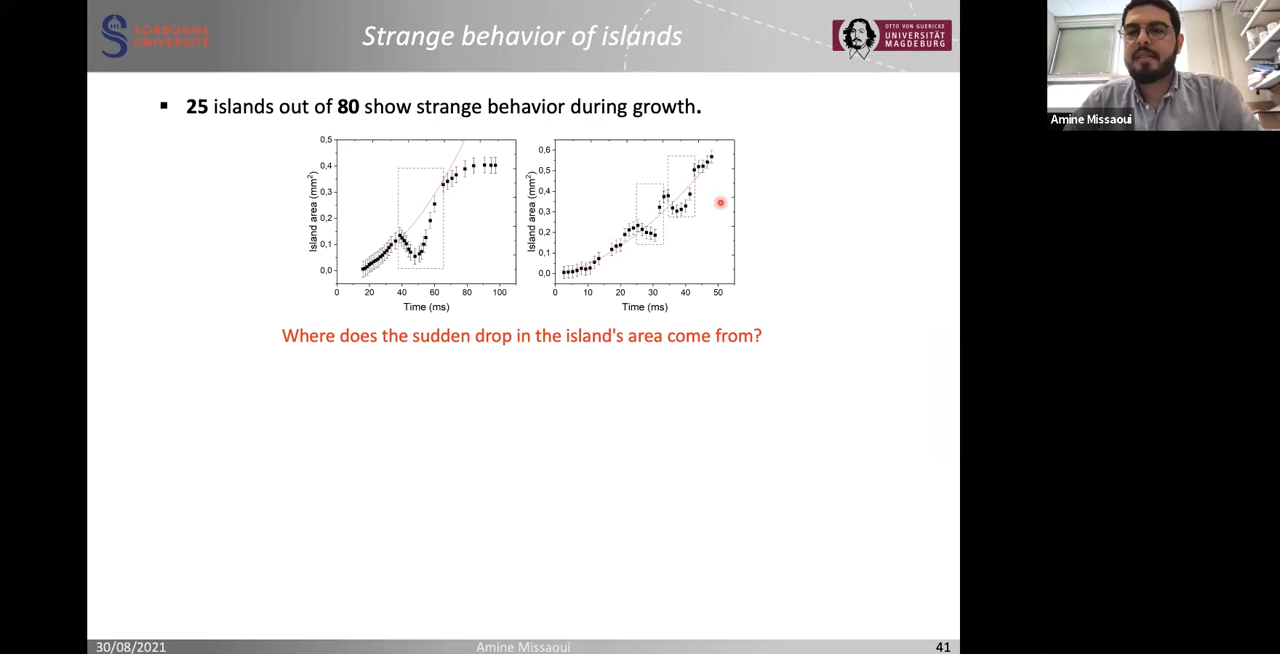 SORBONNE
UNIVERSITÉ
Strange behavior of islands
OTTO VON GUERICKE
UNIVERSITÄT
MAGDEBURG
Amine Missaoui
▪ 25 islands out of 80 show strange behavior during growth.
0,5
0,4
0,3
0,2
0,1
0,0
Island area (mm²)
0 20 40 60 80 100
Time (ms)
0,6
0,5
0,4
0,3
0,2
0,1
0,0
Island area (mm²)
0 10 20 30 40 50
Time (ms)
Where does the sudden drop in the island's area come from?
30/08/2021 Amine Missaoui 41